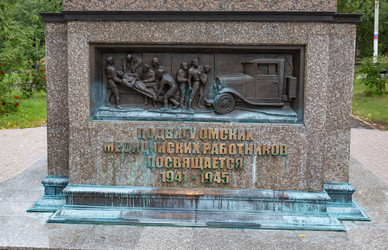 ПОДВИГУ ОМСКИХ
МЕДИЦИНСКИХ РАБОТНИКОВ
ПОСВЯЩАЕТСЯ
1941-1945